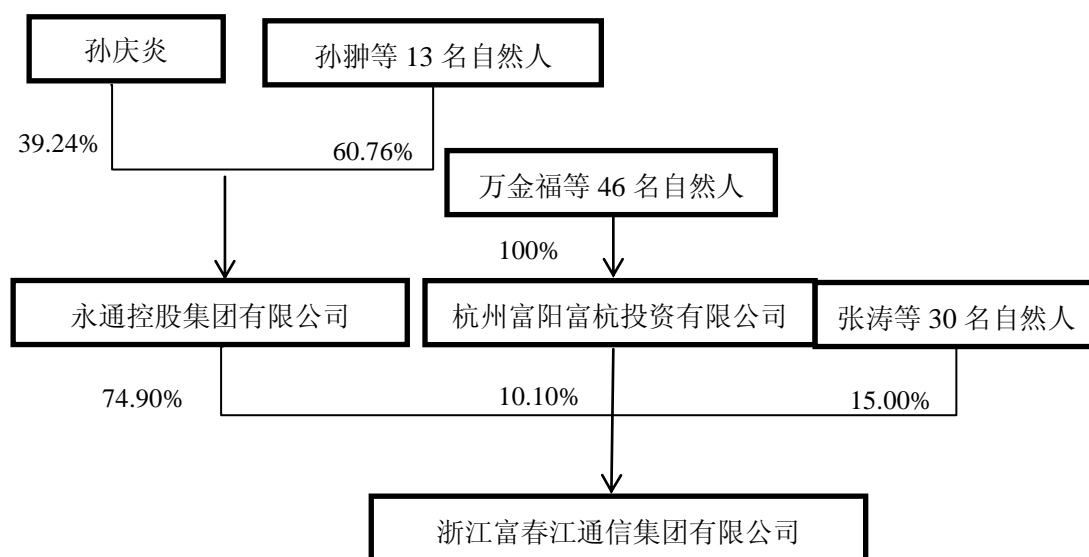 孙庆炎
孙翀等 13 名自然人
39.24%
60.76%
万金福等 46 名自然人
100%
永通控股集团有限公司
杭州富阳富杭投资有限公司
张涛等 30 名自然人
74.90%
10.10%
15.00%
浙江富春江通信集团有限公司